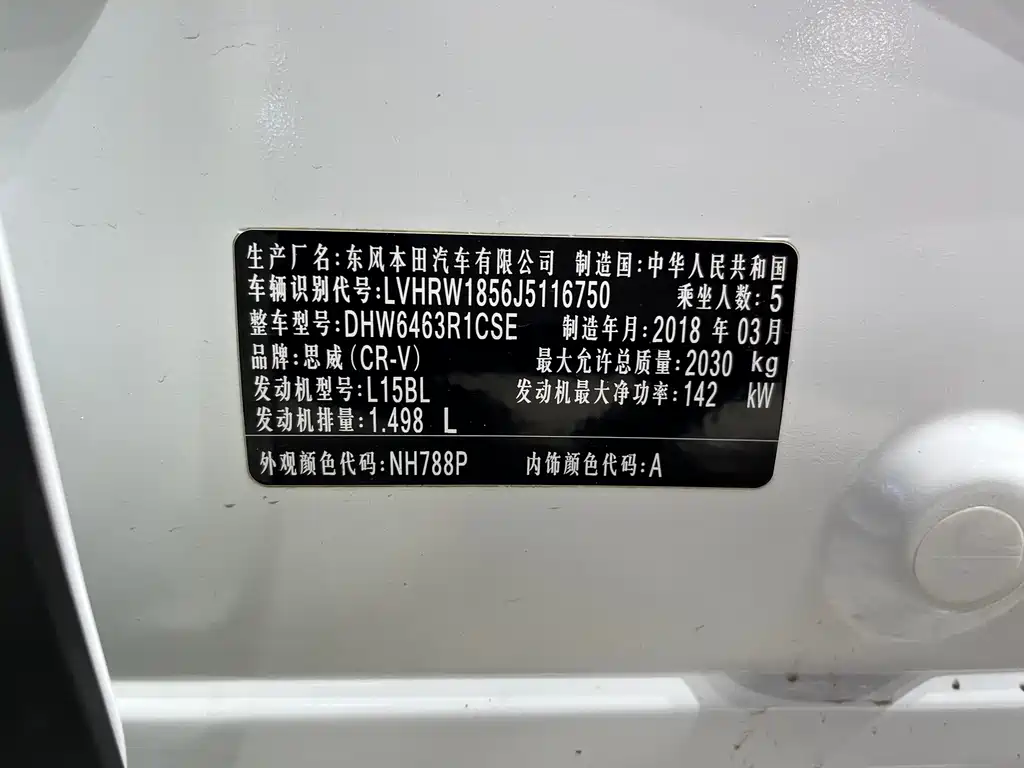 生产厂名:东风本田汽车有限公司 制造国:中华人民共和国
车辆识别代号:LVHRW1856J5116750 乘坐人数:5
整车型号:DHW6463R1CSE 制造年月:2018 年 03月
品牌:思威(CR-V) 最大允许总质量:2030 kg
发动机型号:L15BL 发动机最大净功率:142 kW
发动机排量:1.498 L
外观颜色代码:NH788P 内饰颜色代码:A